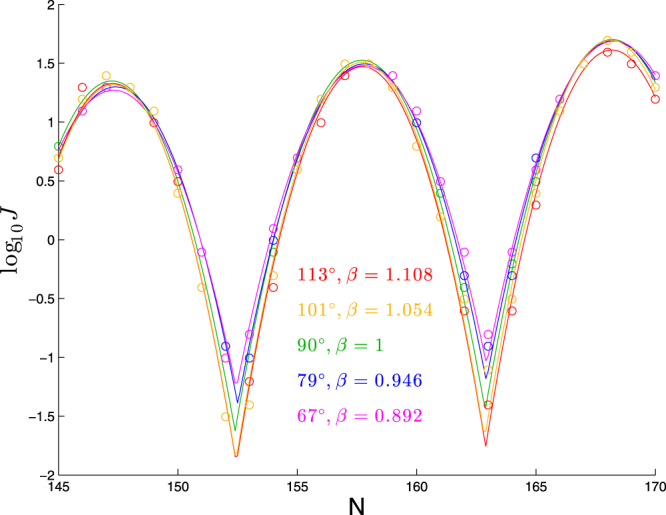 2
1.5
1
0.5
0
−0.5
−1
−1.5
−2
log₁₀ f
113°, β = 1.108
101°, β = 1.054
90°, β = 1
79°, β = 0.946
67°, β = 0.892
145 150 155 160 165 170
N